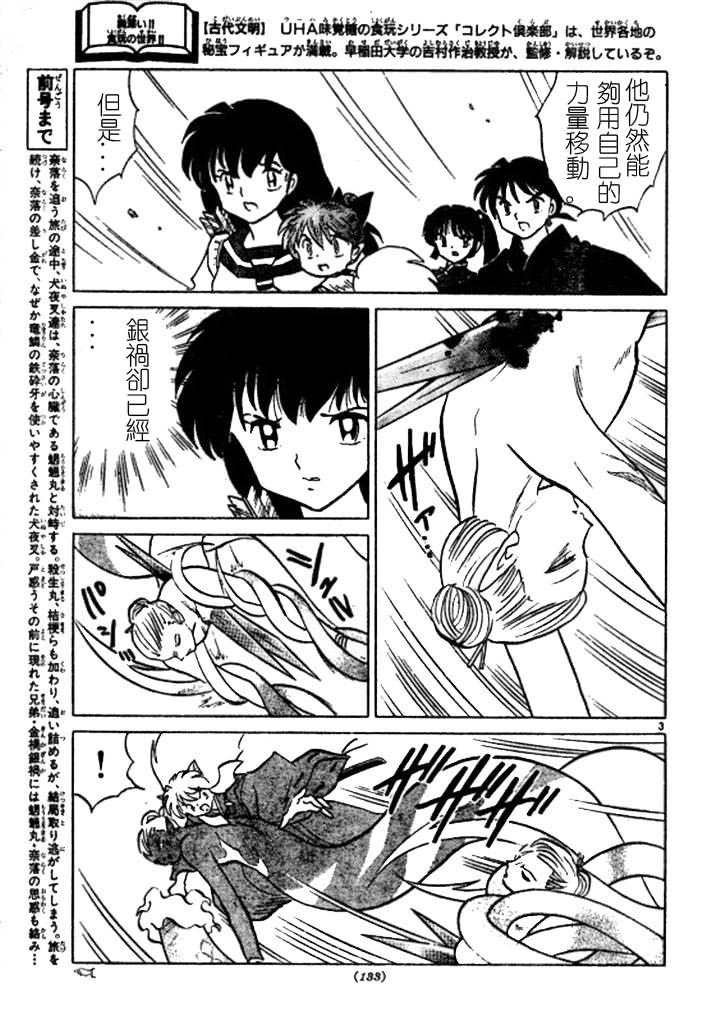 食玩の世界!!
【古代文明】 UHA味覚糖の食玩シリーズ「コレクト倶楽部」は、世界各地の
秘宝フィギュアが満載。早稲田大学の吉村作治教授が、監修・解説しているぞ。
他仍然能
夠用自己的
力量移動。
但是…
前号まで
奈落を追う旅の途中、犬夜叉達は、奈落の心臓である魍魎丸と対峙する。殺生丸、桔梗らも加わり、追い詰めるが、結局取り逃がしてしまう。旅を
続け、奈落の差し金で、なぜか竜鱗の鉄砕牙を使いやすくされた犬夜叉。戸惑うその前に現れた兄弟・金禍銀禍には魍魎丸・奈落の思惑も絡み…
銀禍卻已經
…
ハァ…
3
!
(133)